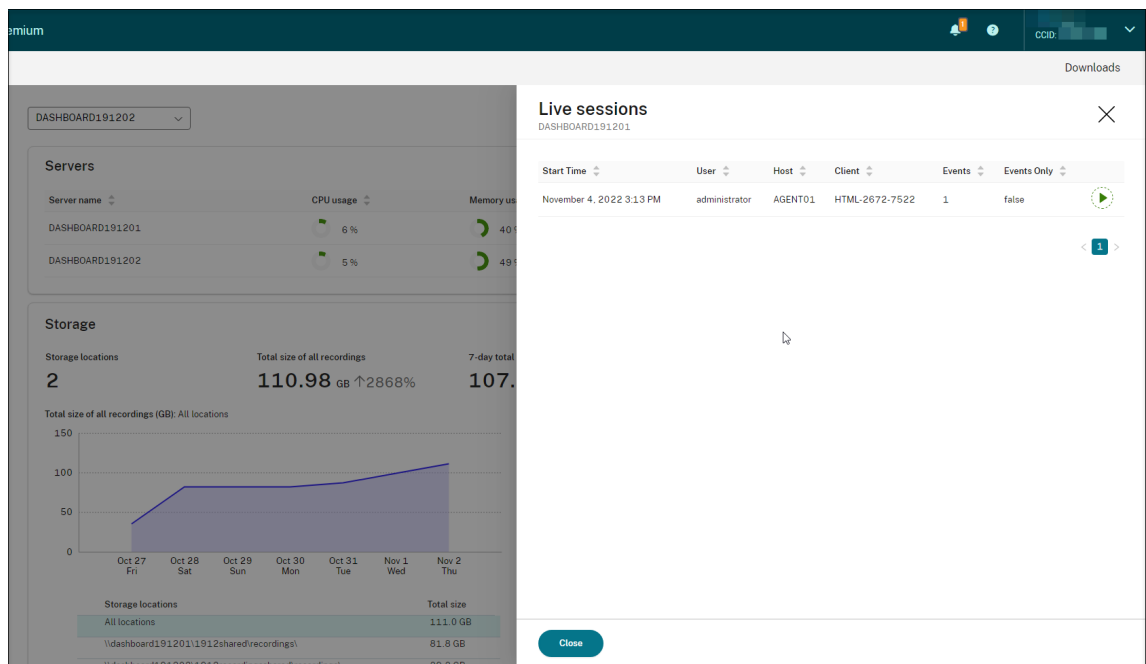 emium
!
?
CCID:
Downloads
DASHBOARD191202
Servers
Server name CPU usage Memory us
DASHBOARD191201 6 % 40 %
DASHBOARD191202 5 % 49 %
Storage
Storage locations Total size of all recordings 7-day total
2 110.98 GB ↑2868% 107.
Total size of all recordings (GB): All locations
150
100
50
0
Oct 27 Oct 28 Oct 29 Oct 30 Oct 31 Nov 1 Nov 2
Fri Sat Sun Mon Tue Wed Thu
Storage locations Total size
All locations 111.0 GB
\\dashboard191201\1912shared\recordings\ 81.8 GB
Live sessions
DASHBOARD191201
Start Time User Host Client Events Events Only
November 4, 2022 3:13 PM administrator AGENT01 HTML-2672-7522 1 false
< 1 >
Close